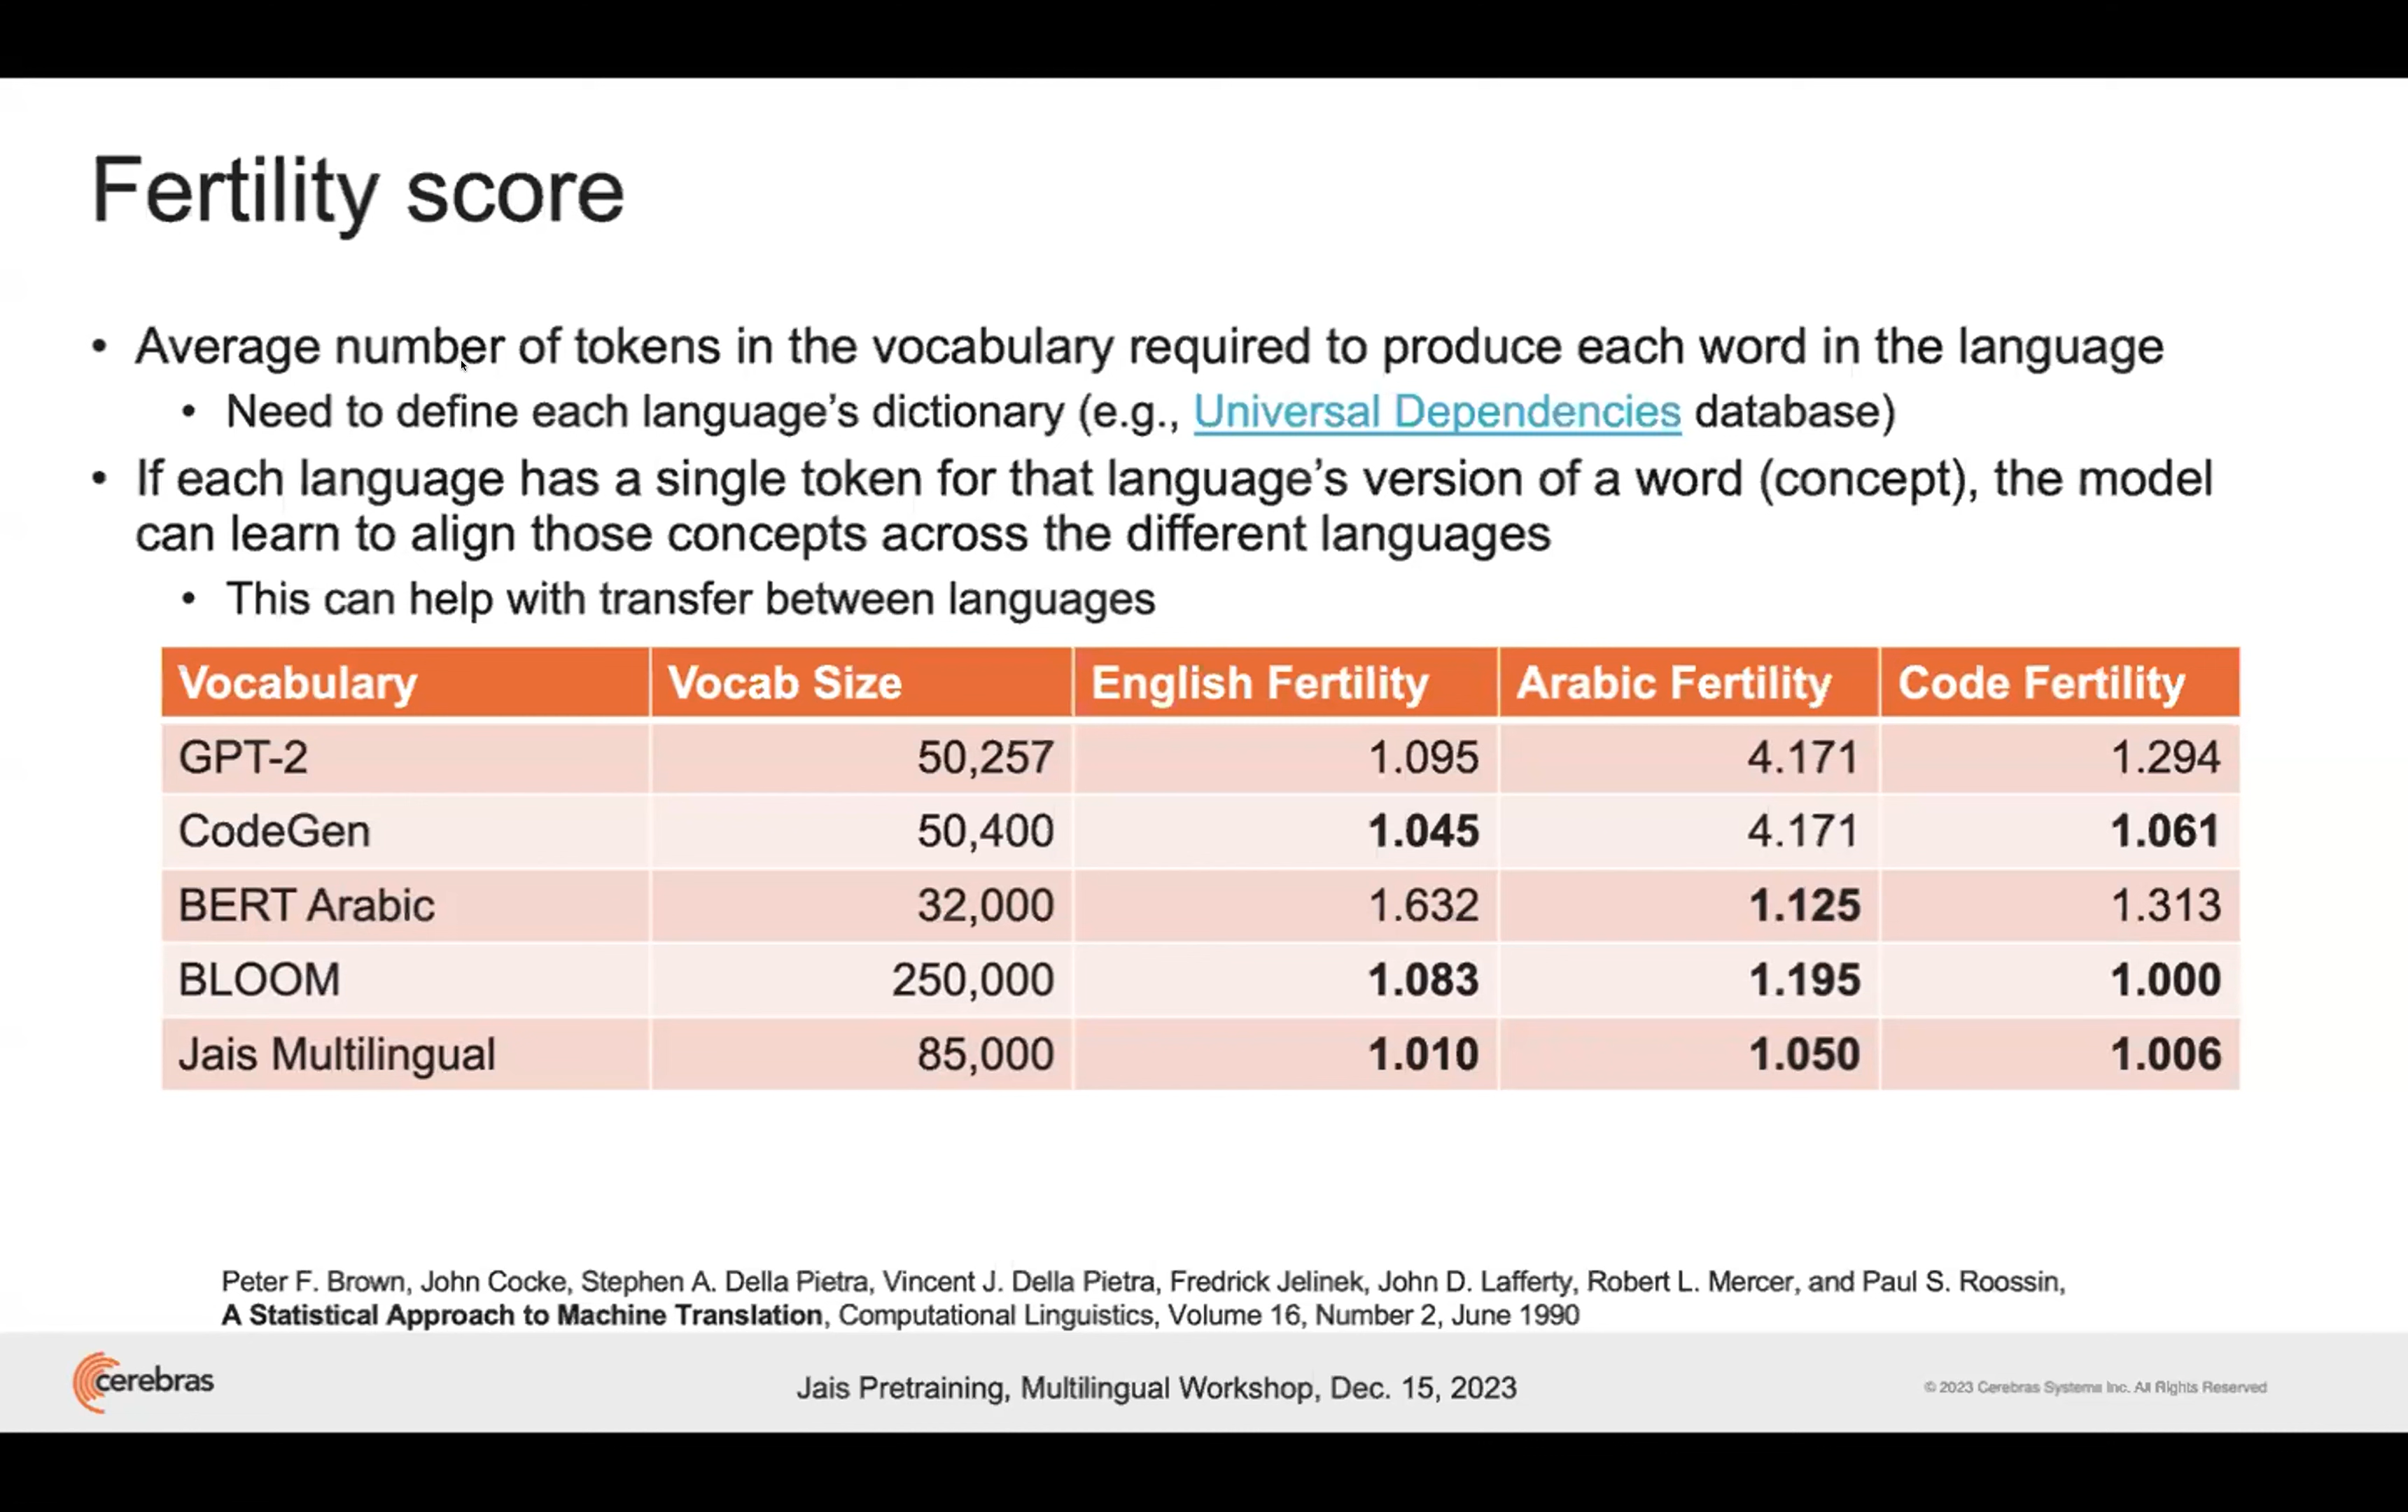 Fertility score
• Average number of tokens in the vocabulary required to produce each word in the language
• Need to define each language’s dictionary (e.g., Universal Dependencies database)
• If each language has a single token for that language’s version of a word (concept), the model
can learn to align those concepts across the different languages
• This can help with transfer between languages
Vocabulary Vocab Size English Fertility Arabic Fertility Code Fertility
GPT-2 50,257 1.095 4.171 1.294
CodeGen 50,400 1.045 4.171 1.061
BERT Arabic 32,000 1.632 1.125 1.313
BLOOM 250,000 1.083 1.195 1.000
Jais Multilingual 85,000 1.010 1.050 1.006
Peter F. Brown, John Cocke, Stephen A. Della Pietra, Vincent J. Della Pietra, Fredrick Jelinek, John D. Lafferty, Robert L. Mercer, and Paul S. Roossin,
A Statistical Approach to Machine Translation, Computational Linguistics, Volume 16, Number 2, June 1990
cerebras
Jais Pretraining, Multilingual Workshop, Dec. 15, 2023
© 2023 Cerebras Systems Inc. All Rights Reserved